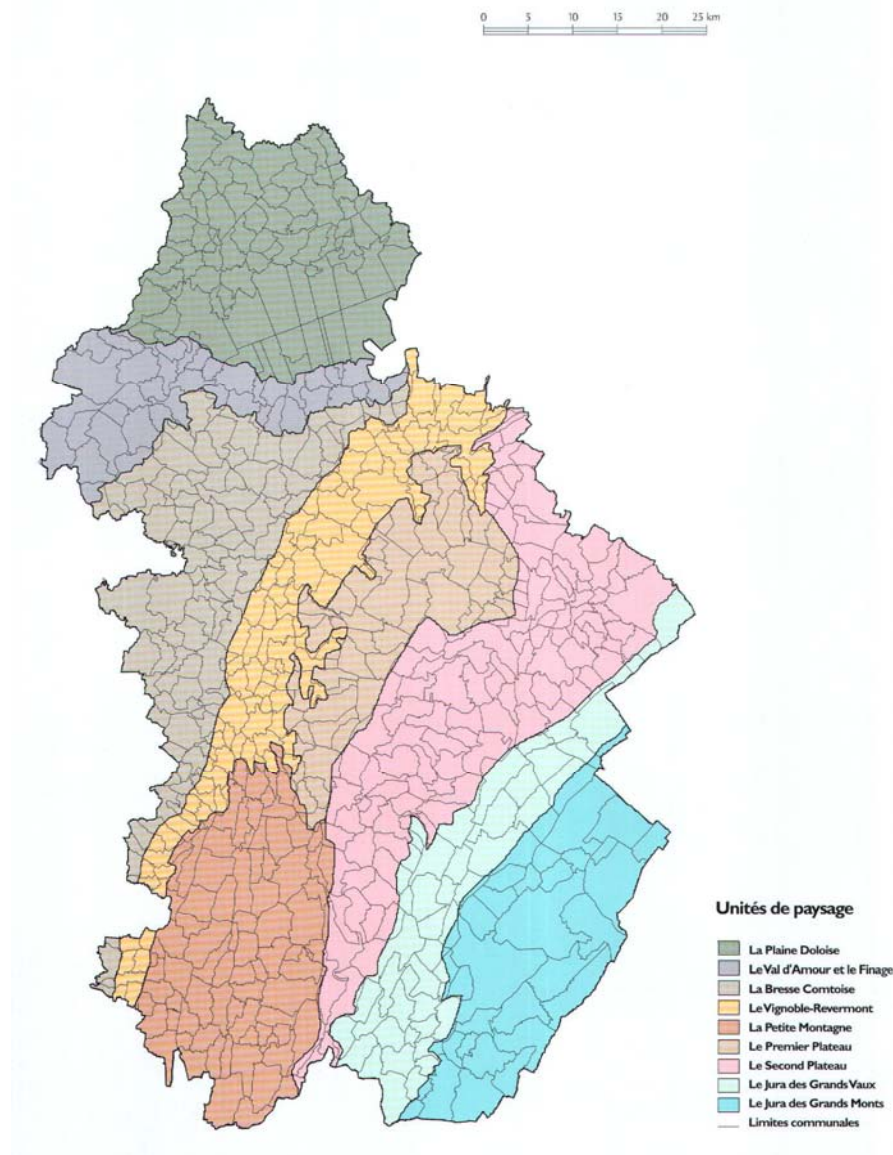 0 5 10 15 20 25 km
Unités de paysage
La Plaine Doloise
Le Val d'Amour et le Finage
La Bresse Comtoise
Le Vignoble-Revermont
La Petite Montagne
Le Premier Plateau
Le Second Plateau
Le Jura des Grands Vaux
Le Jura des Grands Monts
Limites communales